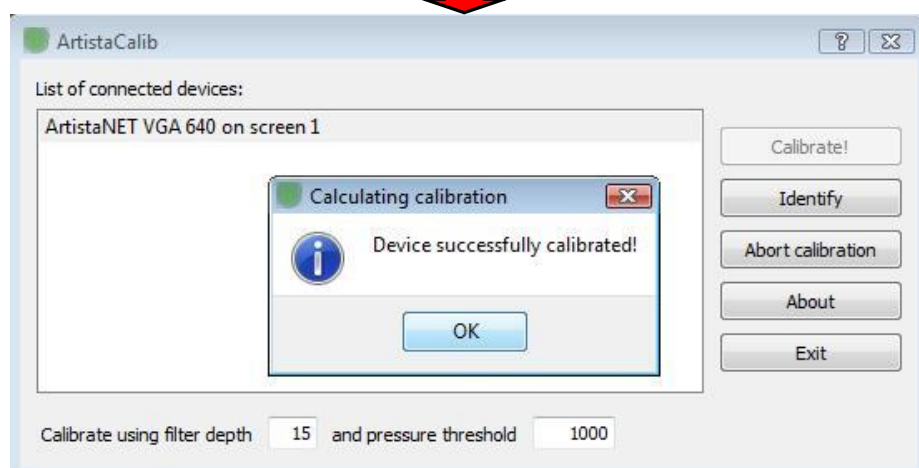 ArtistaCalib
List of connected devices:
ArtistaNET VGA 640 on screen 1
Calibrate!
Calculating calibration
Identify
Device successfully calibrated!
Abort calibration
About
OK
Exit
Calibrate using filter depth 15 and pressure threshold 1000